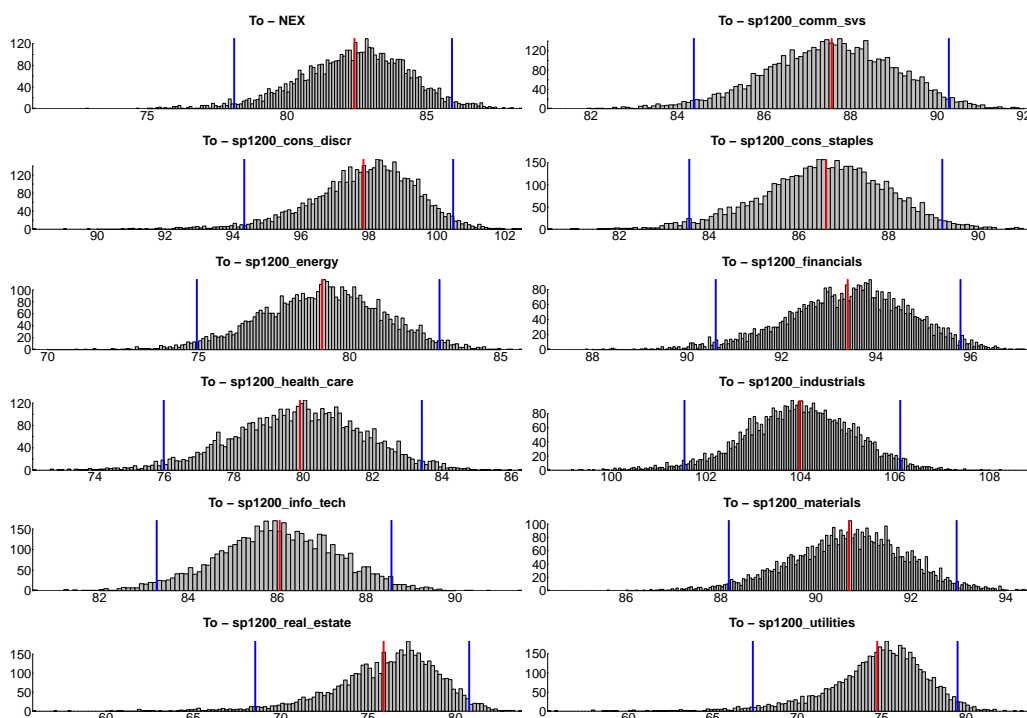 To − NEX
120
80
40
0
75 80 85
To − sp1200_comm_svs
120
80
40
0
82 84 86 88 90 92
To − sp1200_cons_discr
120
80
40
0
90 92 94 96 98 100 102
To − sp1200_cons_staples
150
100
50
0
82 84 86 88 90
To − sp1200_energy
100
80
60
40
20
0
70 75 80 85
To − sp1200_financials
80
60
40
20
0
88 90 92 94 96
To − sp1200_health_care
120
80
40
0
74 76 78 80 82 84 86
To − sp1200_industrials
80
60
40
20
0
100 102 104 106 108
To − sp1200_info_tech
150
100
50
0
82 84 86 88 90
To − sp1200_materials
100
80
60
40
20
0
86 88 90 92 94
To − sp1200_real_estate
150
100
50
0
60 65 70 75 80
To − sp1200_utilities
150
100
50
0
60 65 70 75 80